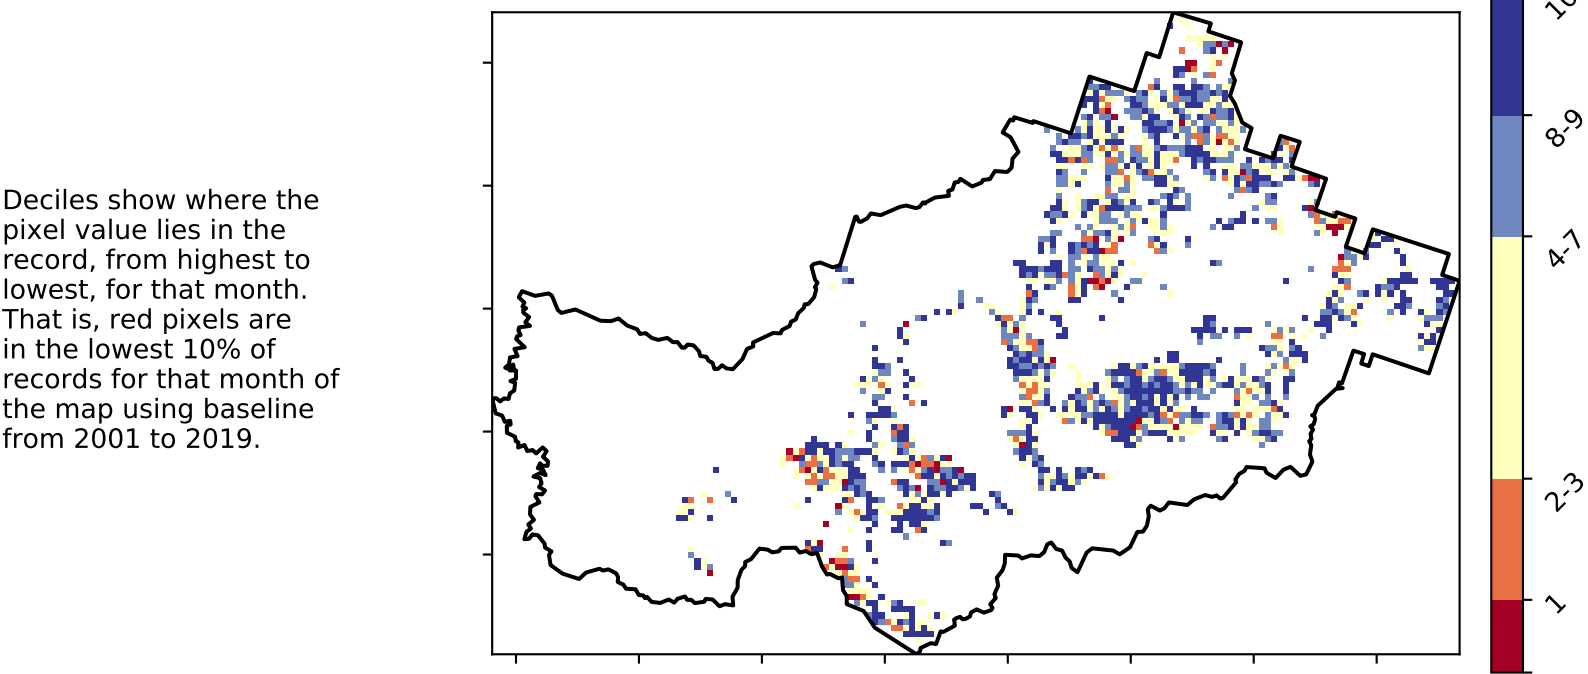 Deciles show where the
pixel value lies in the
record, from highest to
lowest, for that month.
That is, red pixels are
in the lowest 10% of
records for that month of
the map using baseline
from 2001 to 2019.
10
8-9
4-7
2-3
1